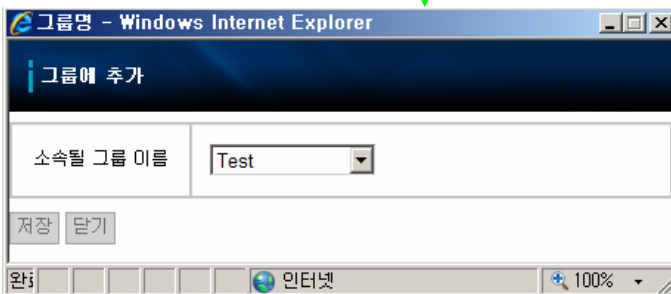 그룹명 - Windows Internet Explorer
그룹에 추가
소속될 그룹 이름 Test
저장 닫기
인터넷 100%